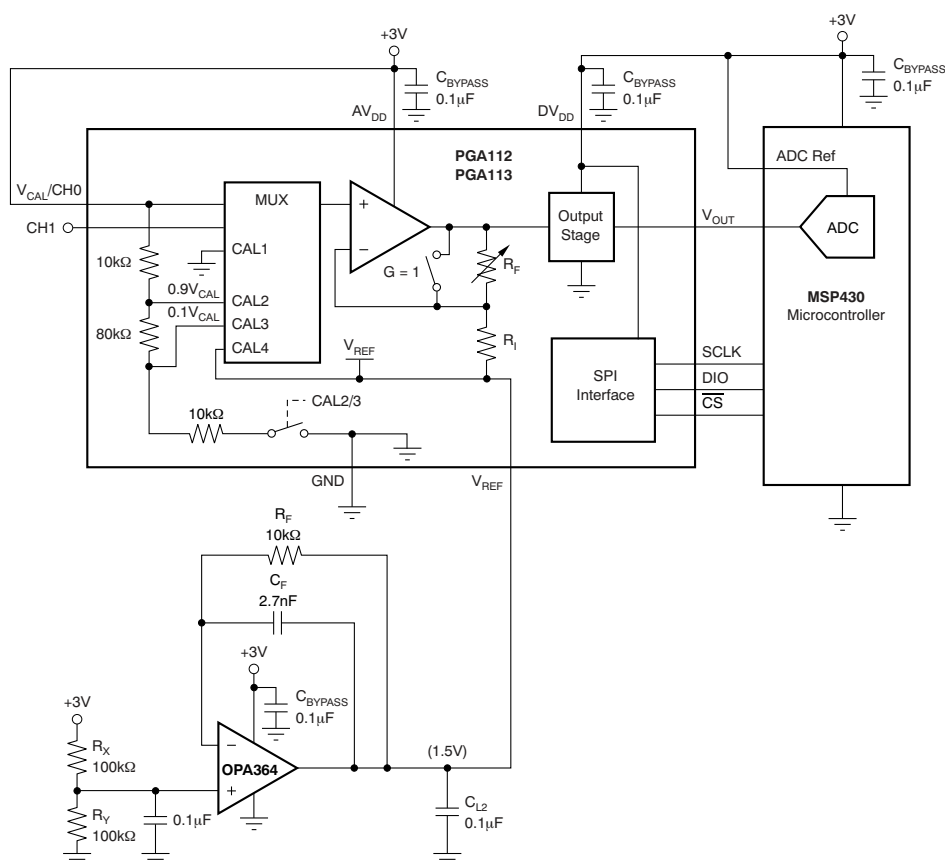 +3V
+3V
CBYPASS
0.1μF
CBYPASS
0.1μF
CBYPASS
0.1μF
AVDD
DVDD
PGA112
PGA113
ADC Ref
VCAL/CH0
MUX
Output
Stage
VOUT
ADC
CH1
CAL1
10kΩ
G = 1
RF
MSP430
Microcontroller
0.9VCAL
CAL2
0.1VCAL
CAL3
80kΩ
CAL4
VREF
RI
SPI
Interface
SCLK
DIO
CS
10kΩ
CAL2/3
GND
VREF
RF
10kΩ
CF
2.7nF
+3V
CBYPASS
0.1μF
+3V
RX
100kΩ
OPA364
(1.5V)
RY
100kΩ
0.1μF
CL2
0.1μF
+
−
−
+